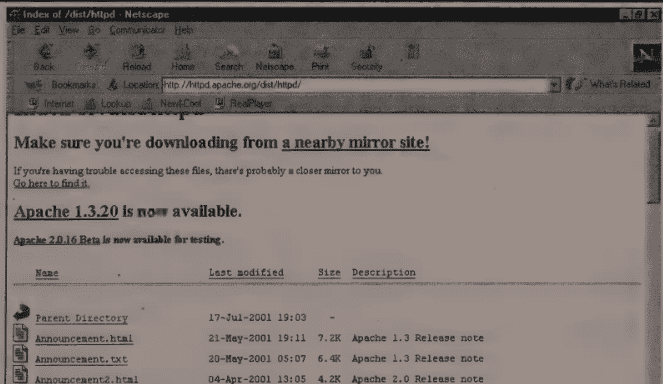 Index of /dist/httpd - Netscape
File Edit View Go Communicator Help
Back Reload Home Search Netscape Print Security
Bookmarks Location: http://httpd.apache.org/dist/httpd/ What's Related
Internet Lookup New&Cool RealPlayer
Make sure you're downloading from a nearby mirror site!
If you're having trouble accessing these files, there's probably a closer mirror to you.
Go here to find it.
Apache 1.3.20 is now available.
Apache 2.0.16 Beta is now available for testing.
Name Last modified Size Description
Parent Directory 17-Jul-2001 19:03 -
Announcement.html 21-May-2001 19:11 7.2K Apache 1.3 Release note
Announcement.txt 20-May-2001 05:07 6.4K Apache 1.3 Release note
Announcement2.html 04-Apr-2001 13:05 4.2K Apache 2.0 Release note